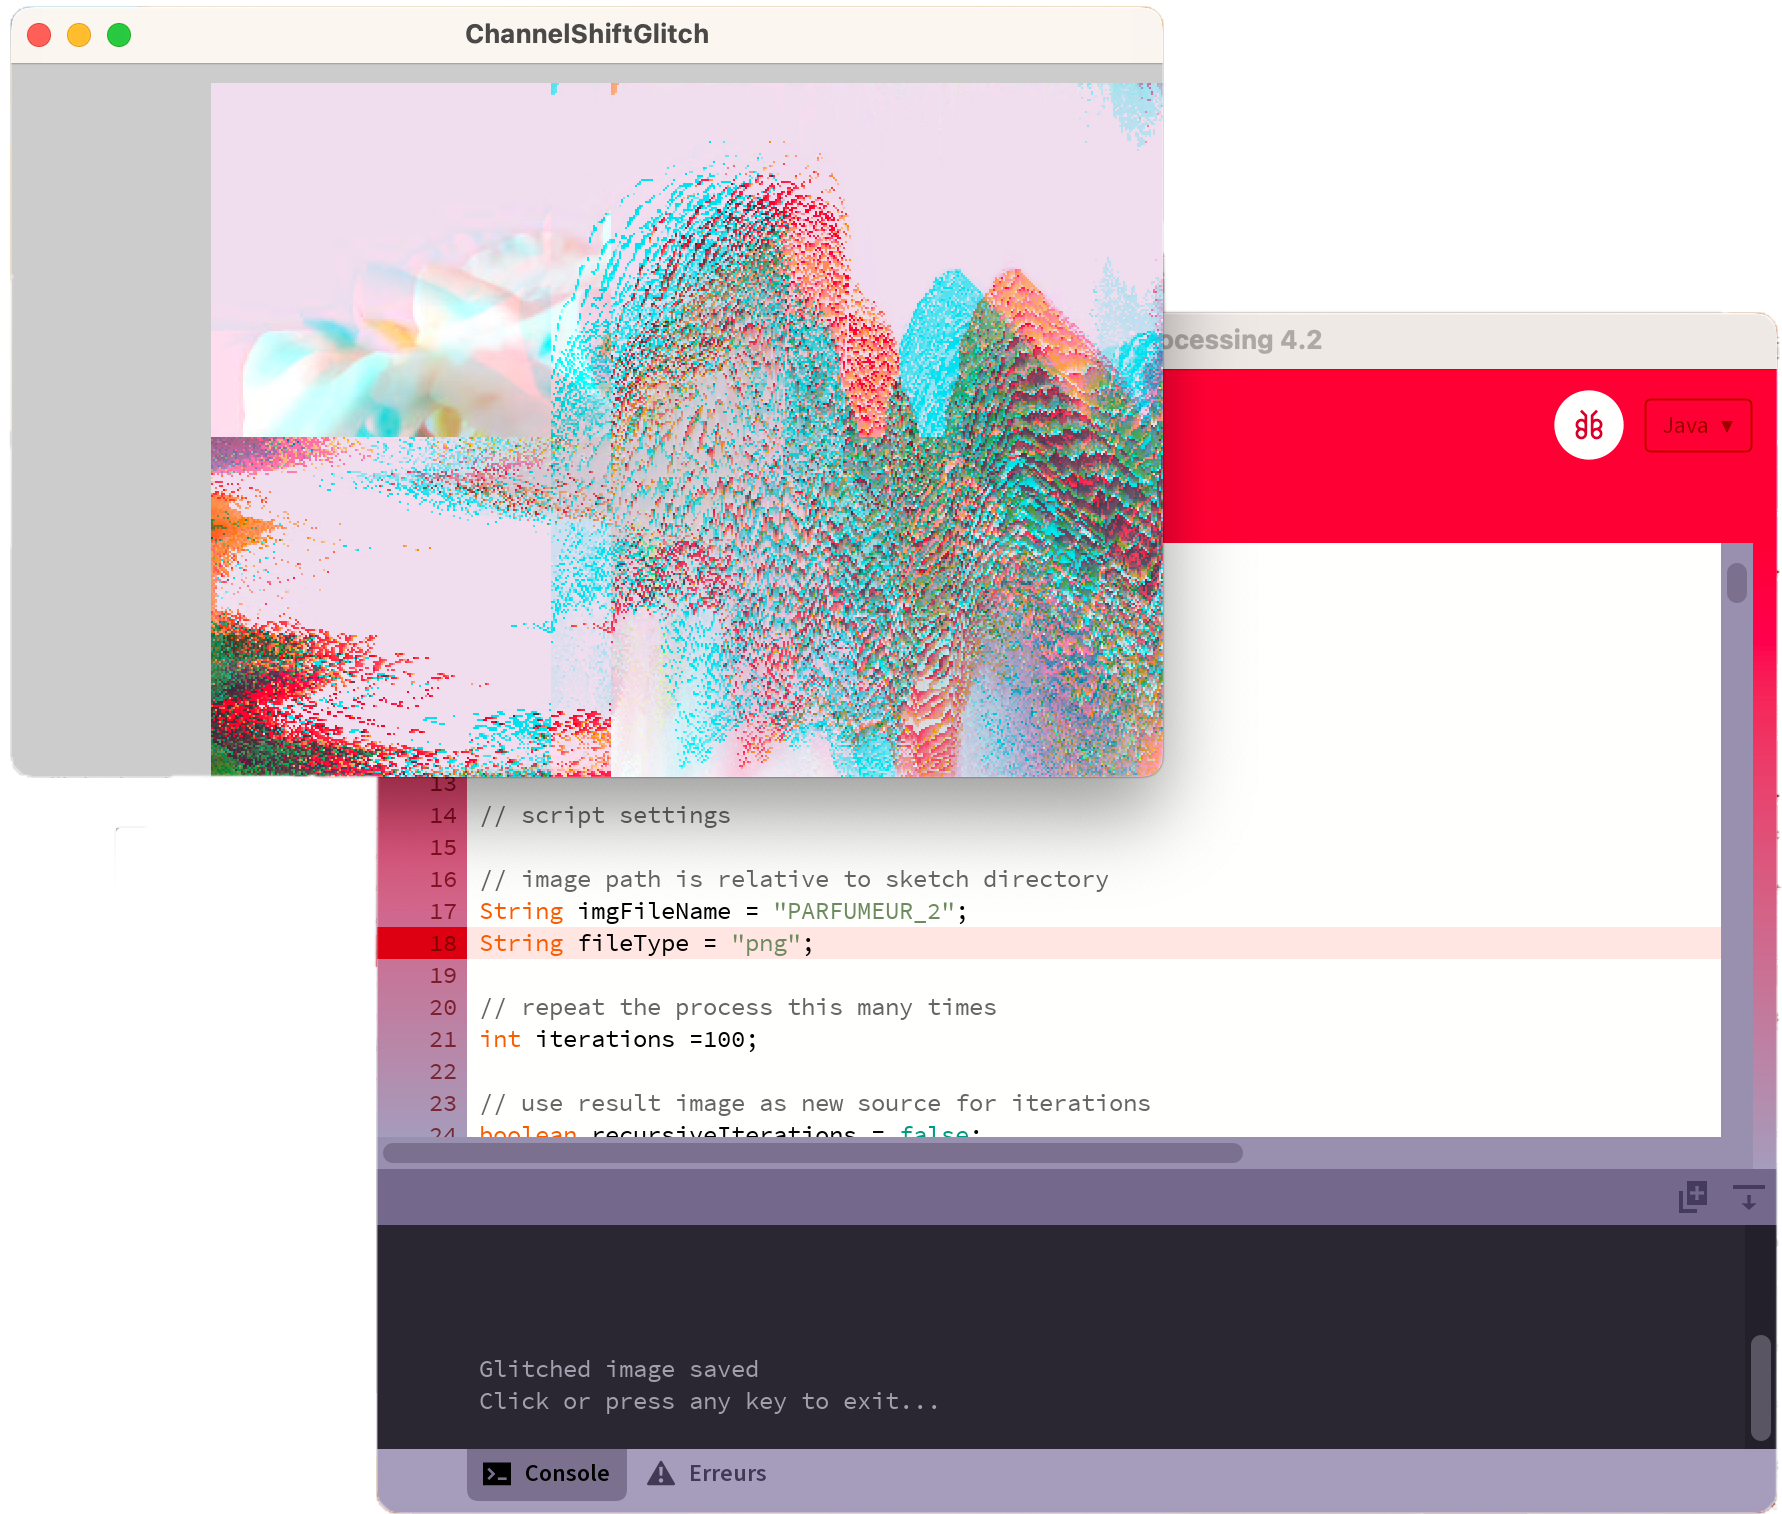 ChannelShiftGlitch
ocessing 4.2
Java ▾
13
14 // script settings
15
16 // image path is relative to sketch directory
17 String imgFileName = "PARFUMEUR_2";
18 String fileType = "png";
19
20 // repeat the process this many times
21 int iterations =100;
22
23 // use result image as new source for iterations
24 boolean recursiveIterations = false;
Glitched image saved
Click or press any key to exit...
Console
Erreurs